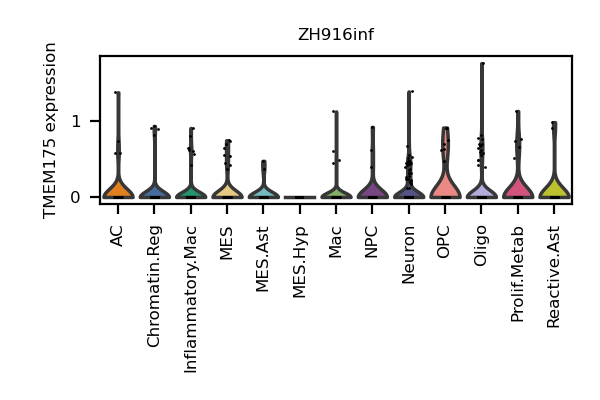 ZH916inf
TMEM175 expression
1
0
AC
Chromatin.Reg
Inflammatory.Mac
MES
MES.Ast
MES.Hyp
Mac
NPC
Neuron
OPC
Oligo
Prolif.Metab
Reactive.Ast